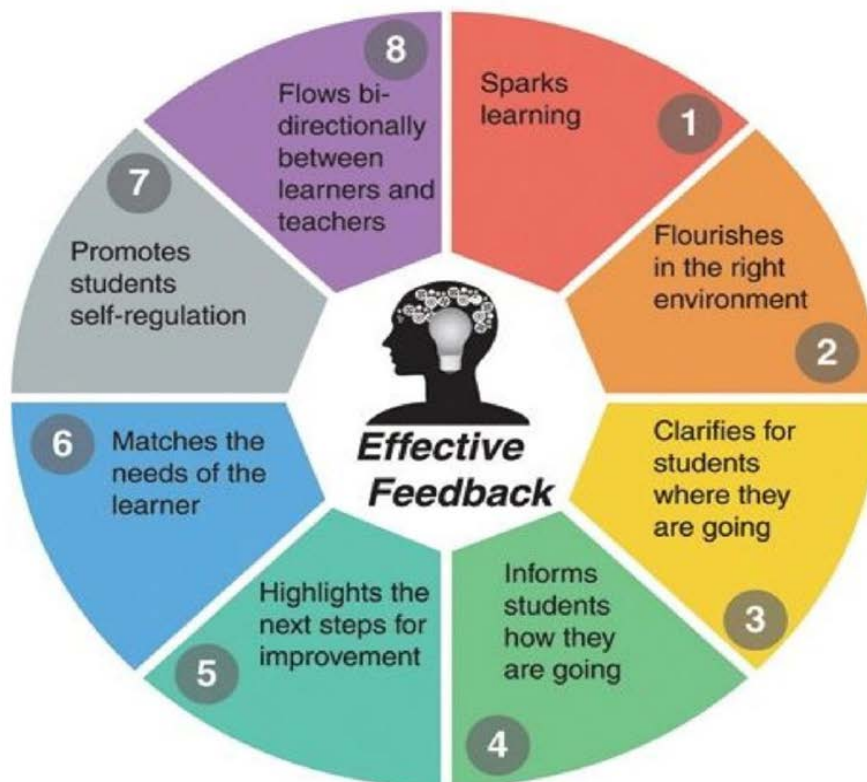 1
Sparks
learning
2
Flourishes
in the right
environment
3
Clarifies for
students
where they
are going
4
Informs
students
how they
are going
5
Highlights the
next steps for
improvement
6
Matches the
needs of the
learner
7
Promotes
students
self-regulation
8
Flows bi-
directionally
between
learners and
teachers
Effective
Feedback